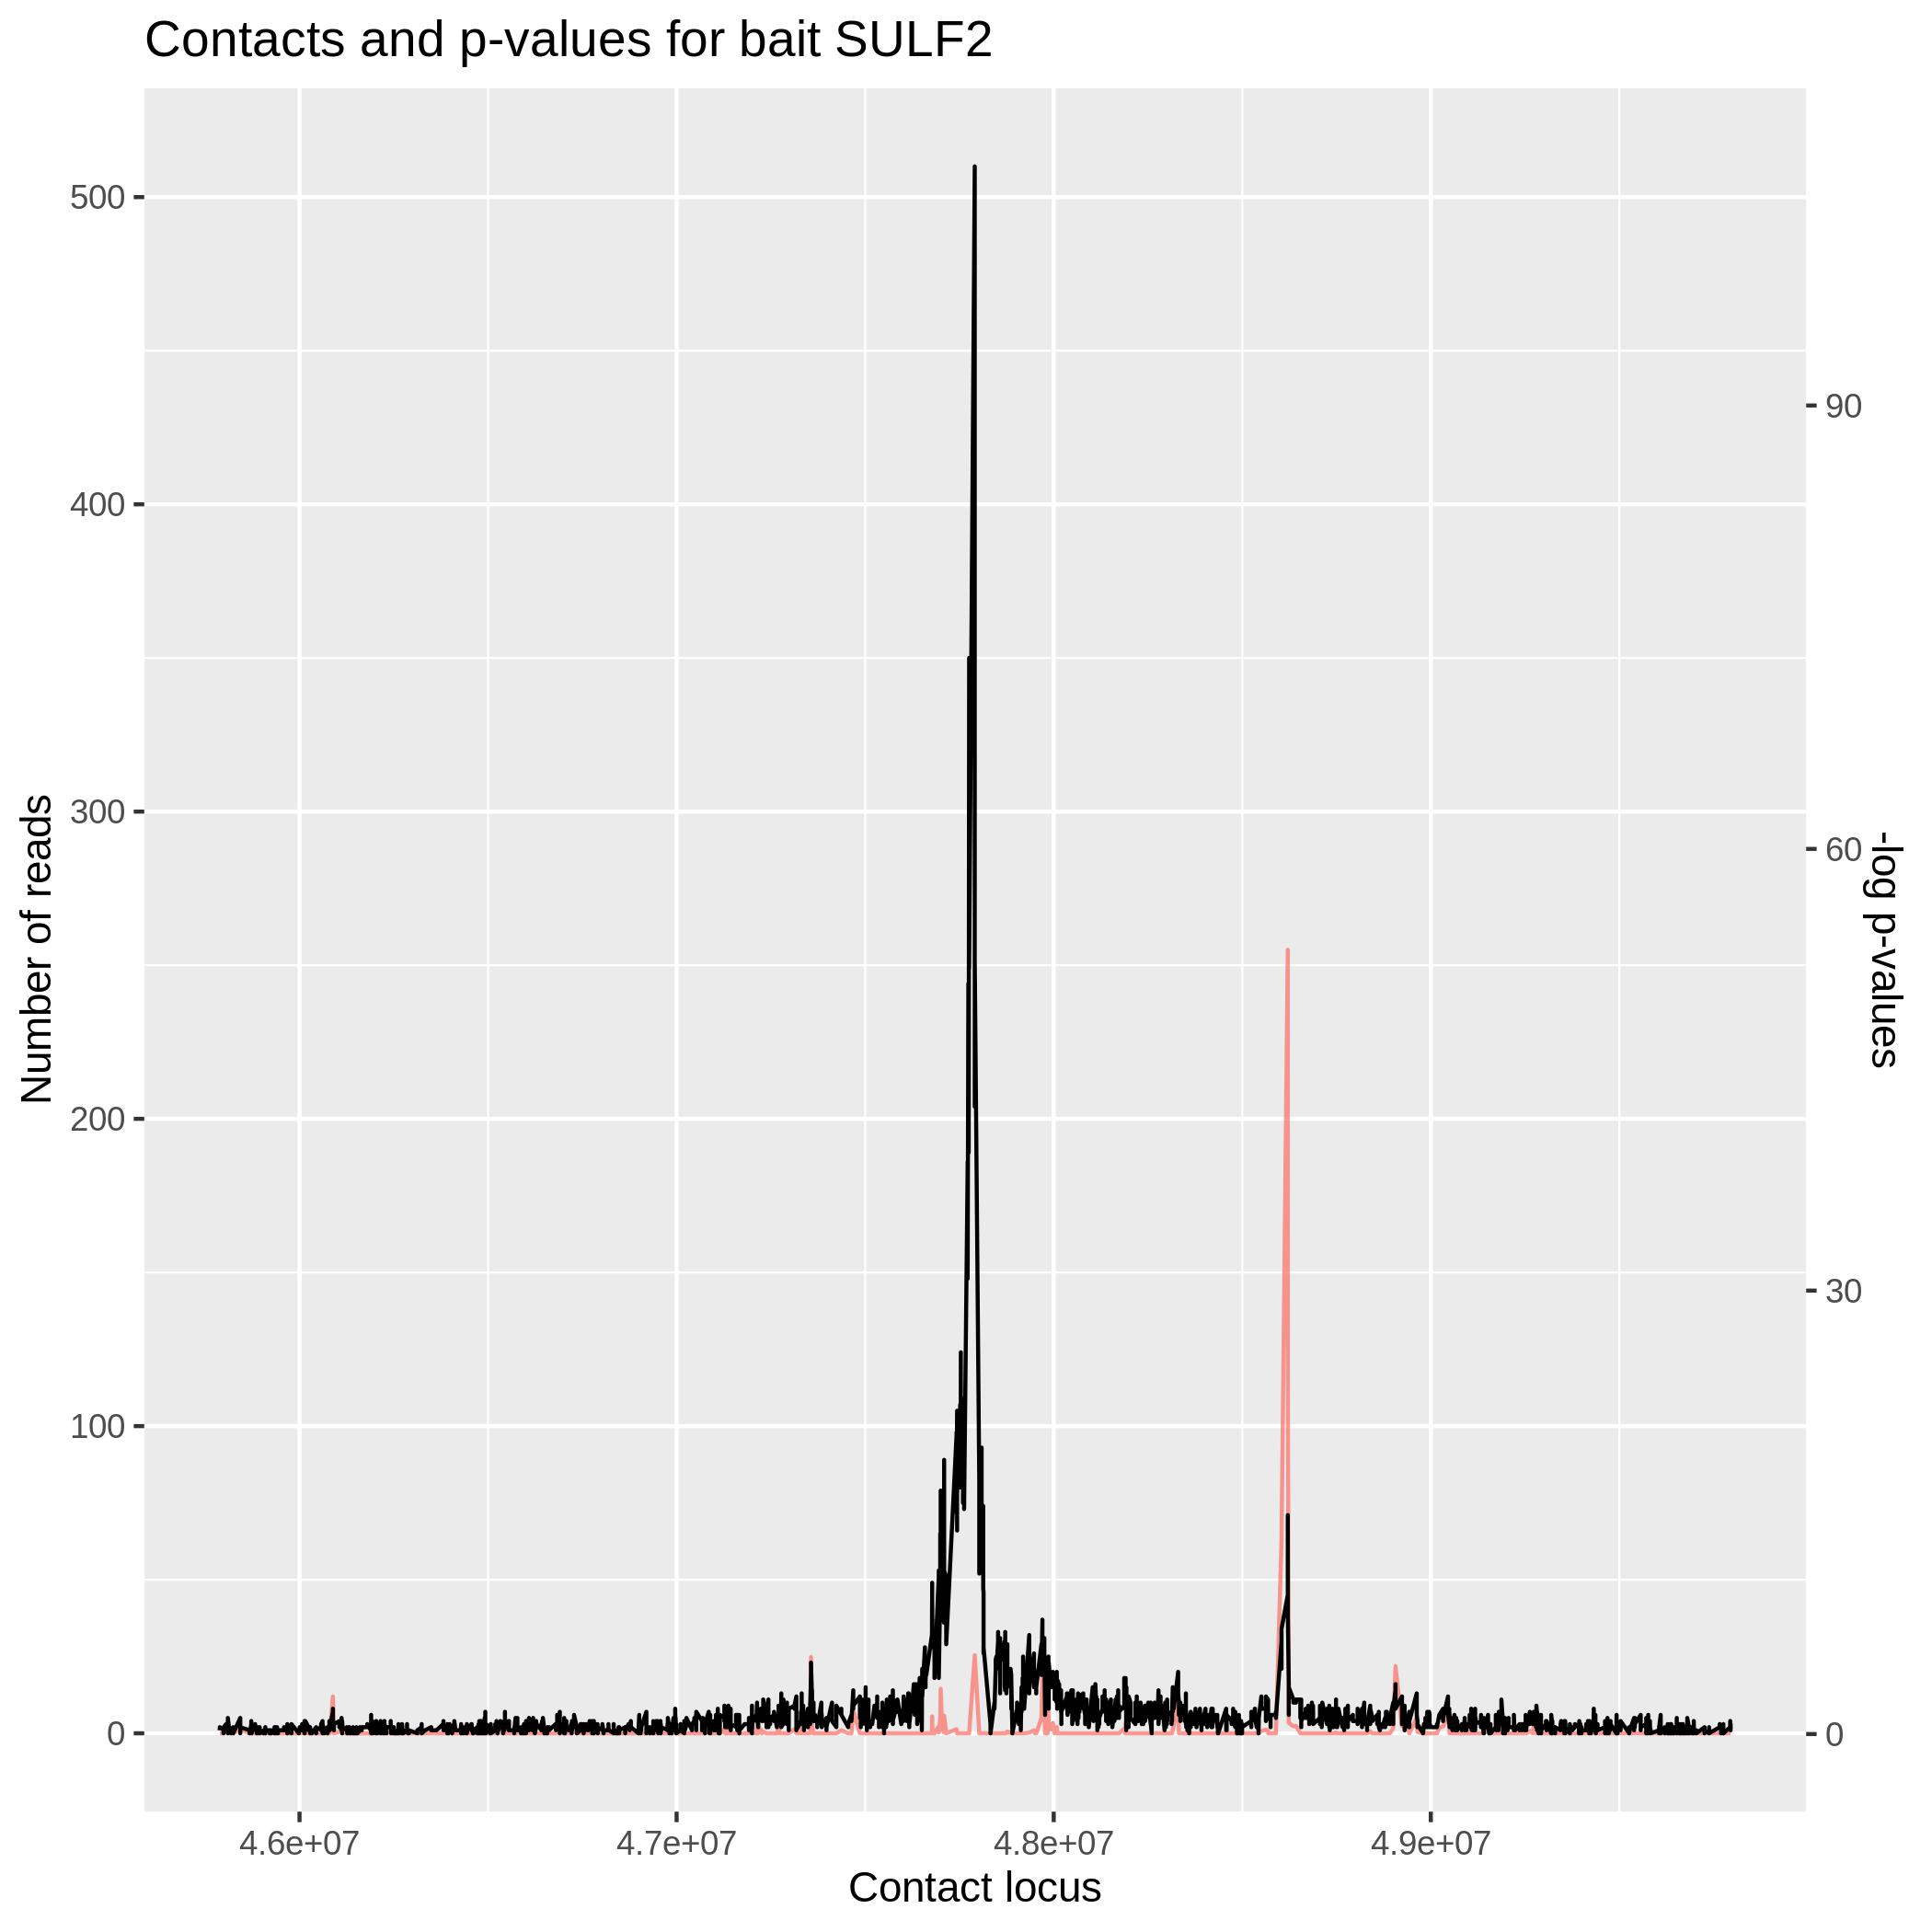 Contacts and p-values for bait SULF2
500
400
300
200
100
0
Number of reads
90
60
30
0
-log p-values
4.6e+07
4.7e+07
4.8e+07
4.9e+07
Contact locus